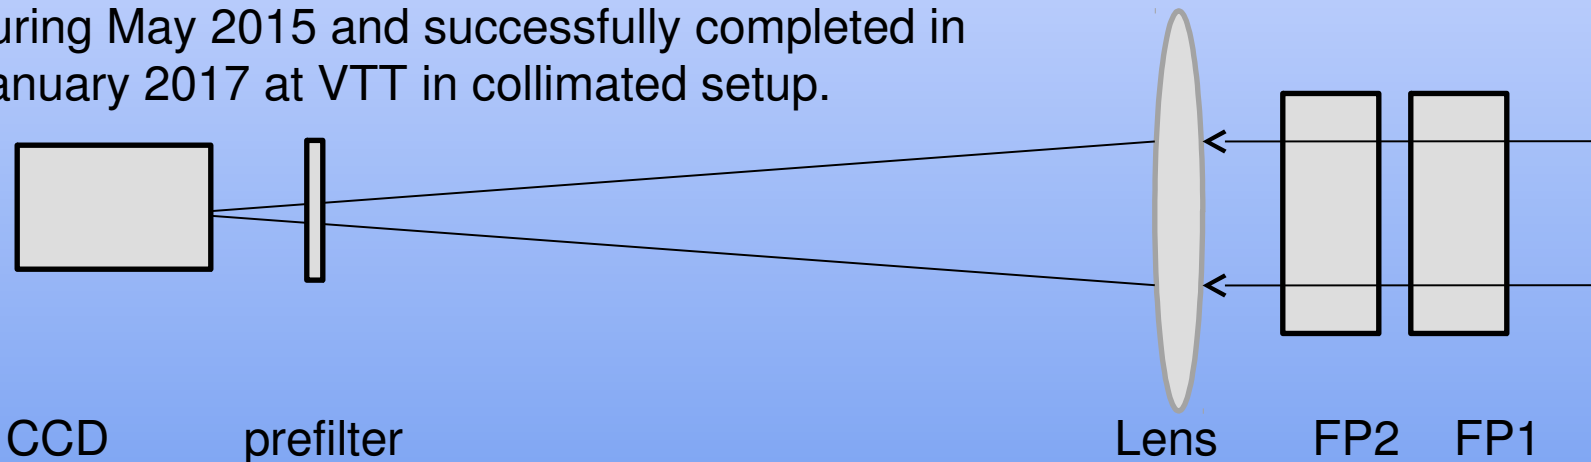 uring May 2015 and successfully completed in
anuary 2017 at VTT in collimated setup.
CCD prefilter Lens FP2 FP1